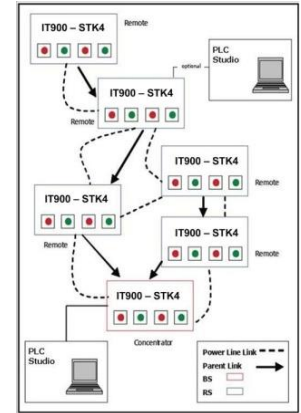 IT900 – STK4
Remote
PLC
Studio
optional
IT900 – STK4
Remote
IT900 – STK4
Remote
IT900 – STK4
Remote
IT900 – STK4
Remote
IT900 – STK4
Concentrator
PLC
Studio
Power Line Link
Parent Link
BS
RS